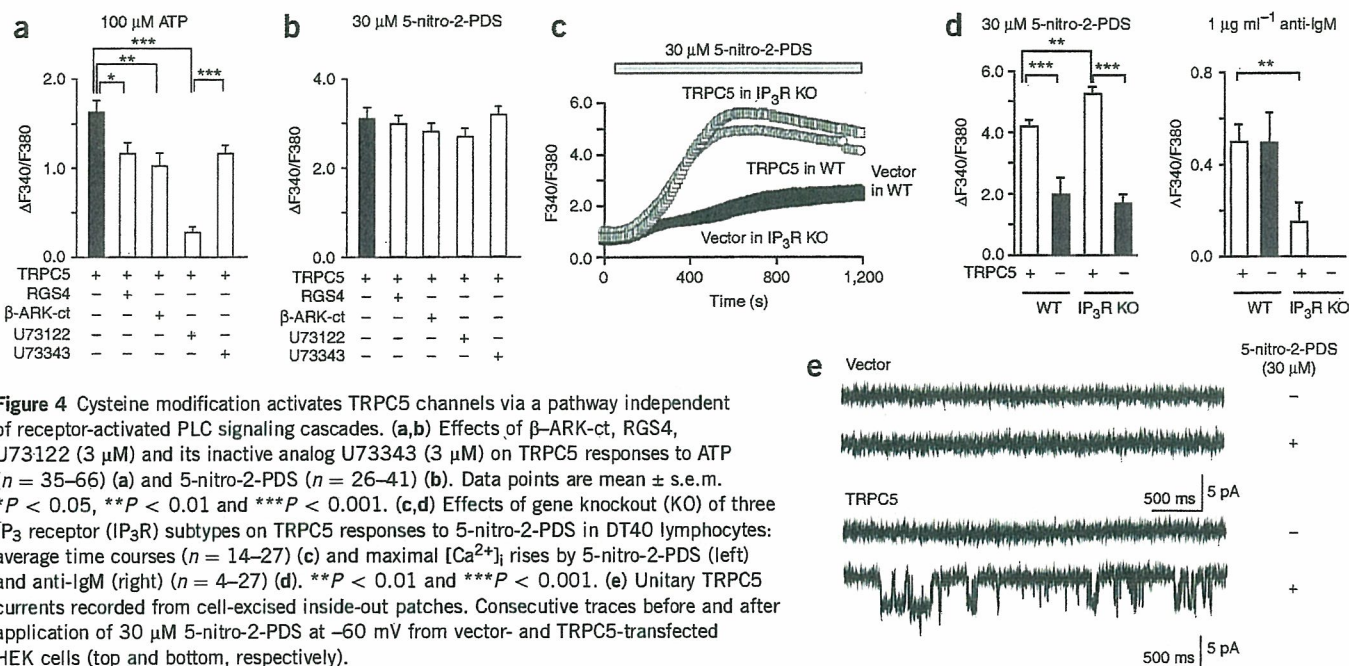 a
100 μM ATP
***
**
*
***
2.0
1.0
0.0
ΔF340/F380
TRPC5 + + + + +
RGS4 – + – – –
β-ARK-ct – – + – –
U73122 – – – + –
U73343 – – – – +
b
30 μM 5-nitro-2-PDS
4.0
2.0
0.0
ΔF340/F380
TRPC5 + + + + +
RGS4 – + – – –
β-ARK-ct – – + – –
U73122 – – – + –
U73343 – – – – +
c
30 μM 5-nitro-2-PDS
TRPC5 in IP3R KO
6.0
4.0
2.0
0.0
F340/F380
TRPC5 in WT
Vector
in WT
Vector in IP3R KO
0 400 800 1,200
Time (s)
d
30 μM 5-nitro-2-PDS
**
***
***
6.0
4.0
2.0
0.0
ΔF340/F380
TRPC5 + – + –
WT IP3R KO
1 μg ml–1 anti-IgM
**
0.8
0.4
0.0
ΛF340/F380
+ – + –
WT IP3R KO
e
5-nitro-2-PDS
(30 μM)
Vector
–
+
500 ms 5 pA
TRPC5
–
+
500 ms 5 pA
Figure 4 Cysteine modification activates TRPC5 channels via a pathway independent
of receptor-activated PLC signaling cascades. (a,b) Effects of β–ARK-ct, RGS4,
U73122 (3 μM) and its inactive analog U73343 (3 μM) on TRPC5 responses to ATP
(n = 35–66) (a) and 5-nitro-2-PDS (n = 26–41) (b). Data points are mean ± s.e.m.
*P < 0.05, **P < 0.01 and ***P < 0.001. (c,d) Effects of gene knockout (KO) of three
IP3 receptor (IP3R) subtypes on TRPC5 responses to 5-nitro-2-PDS in DT40 lymphocytes:
average time courses (n = 14–27) (c) and maximal [Ca2+]i rises by 5-nitro-2-PDS (left)
and anti-IgM (right) (n = 4–27) (d). **P < 0.01 and ***P < 0.001. (e) Unitary TRPC5
currents recorded from cell-excised inside-out patches. Consecutive traces before and after
application of 30 μM 5-nitro-2-PDS at –60 mV from vector- and TRPC5-transfected
HEK cells (top and bottom, respectively).